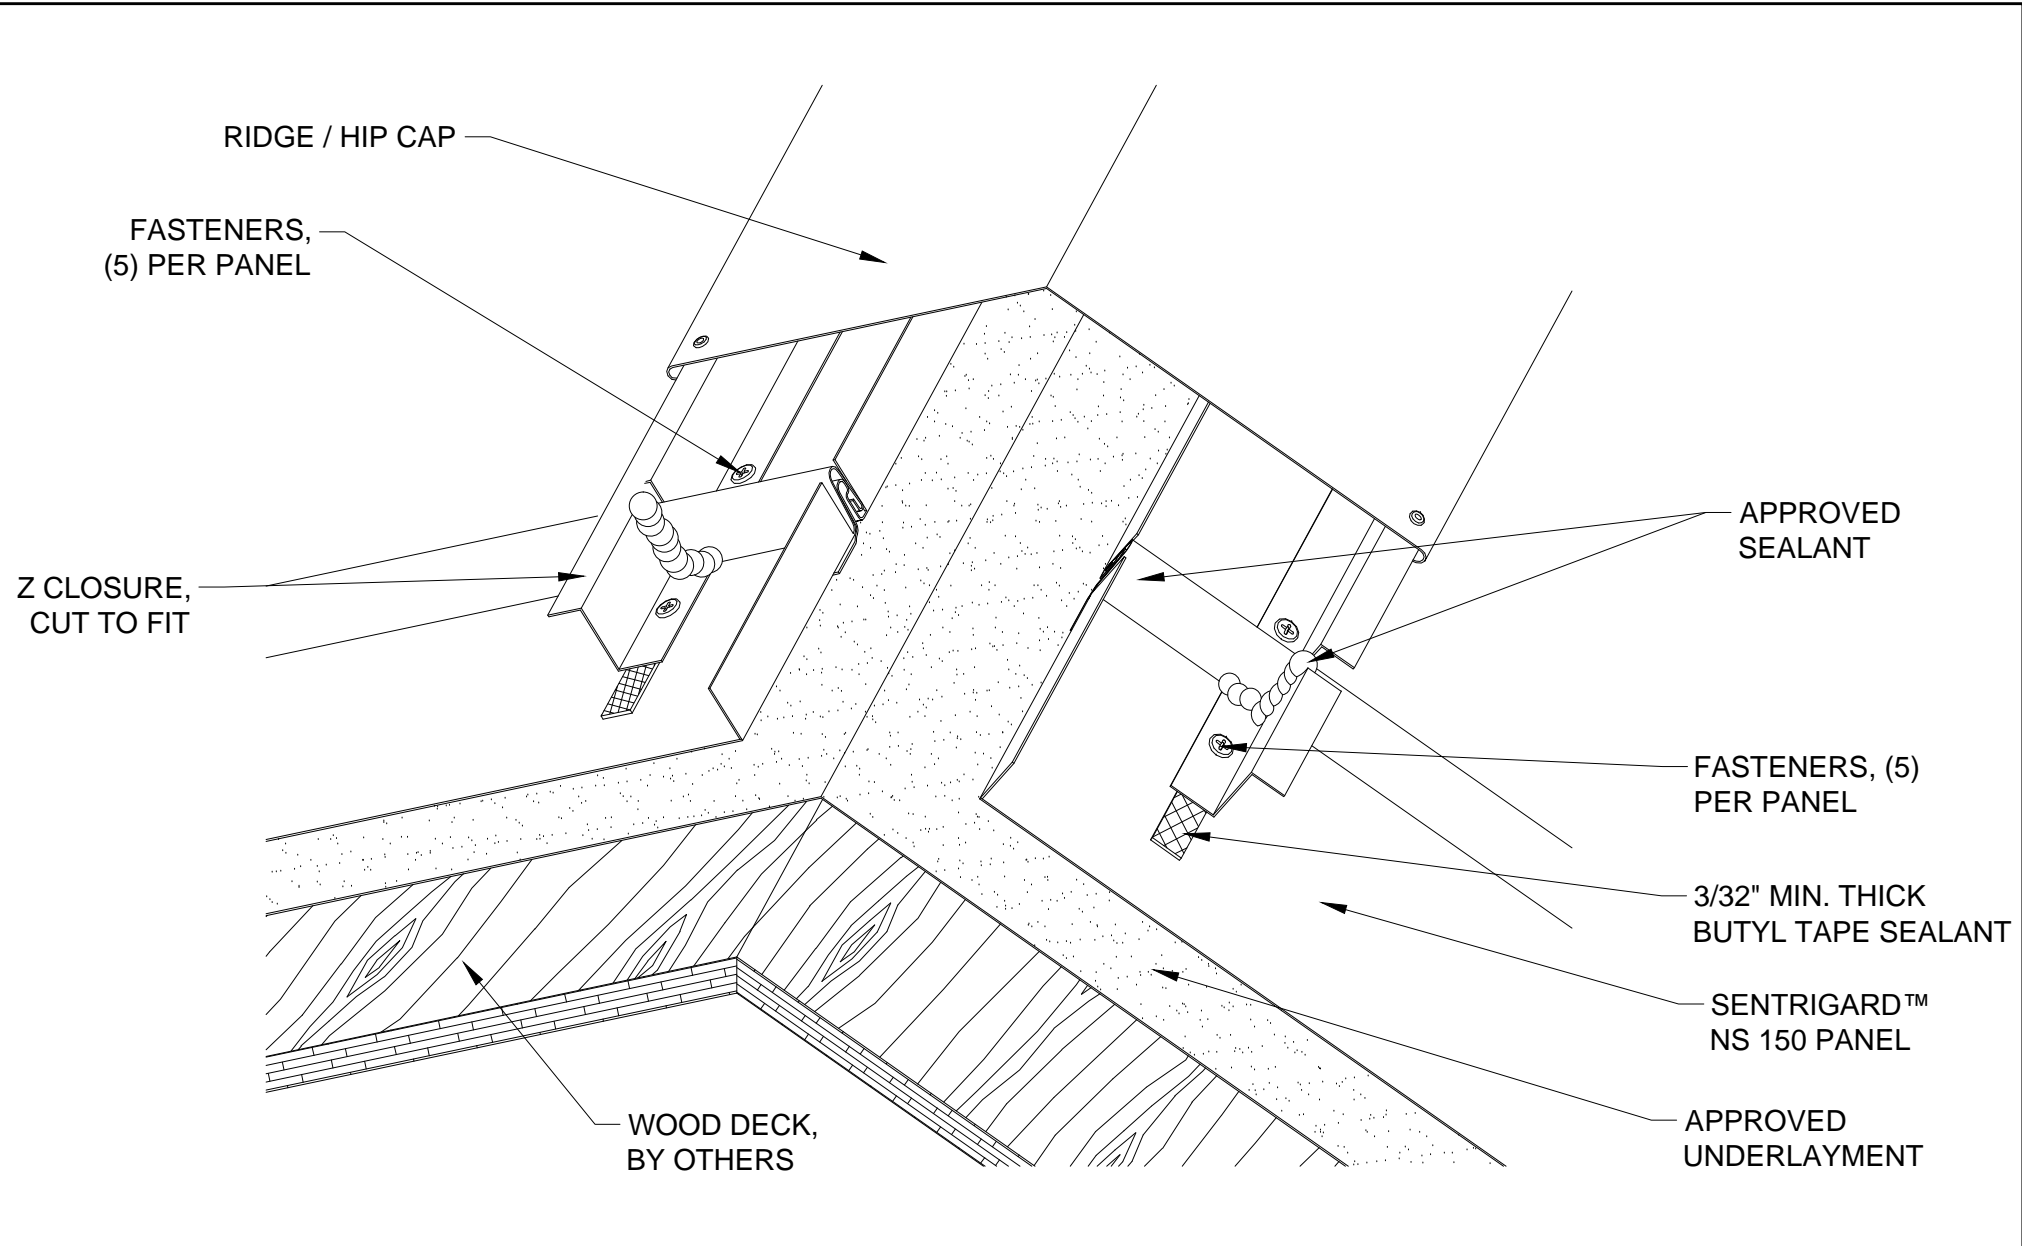 RIDGE / HIP CAP
FASTENERS,
(5) PER PANEL
Z CLOSURE,
CUT TO FIT
APPROVED
SEALANT
FASTENERS, (5)
PER PANEL
3/32" MIN. THICK
BUTYL TAPE SEALANT
SENTRIGARD™
NS 150 PANEL
APPROVED
UNDERLAYMENT
WOOD DECK,
BY OTHERS